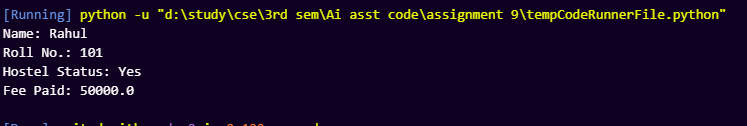 [Running] python -u "d:\study\cse\3rd sem\Ai asst code\assignment 9\tempCodeRunnerFile.python"
Name: Rahul
Roll No.: 101
Hostel Status: Yes
Fee Paid: 50000.0